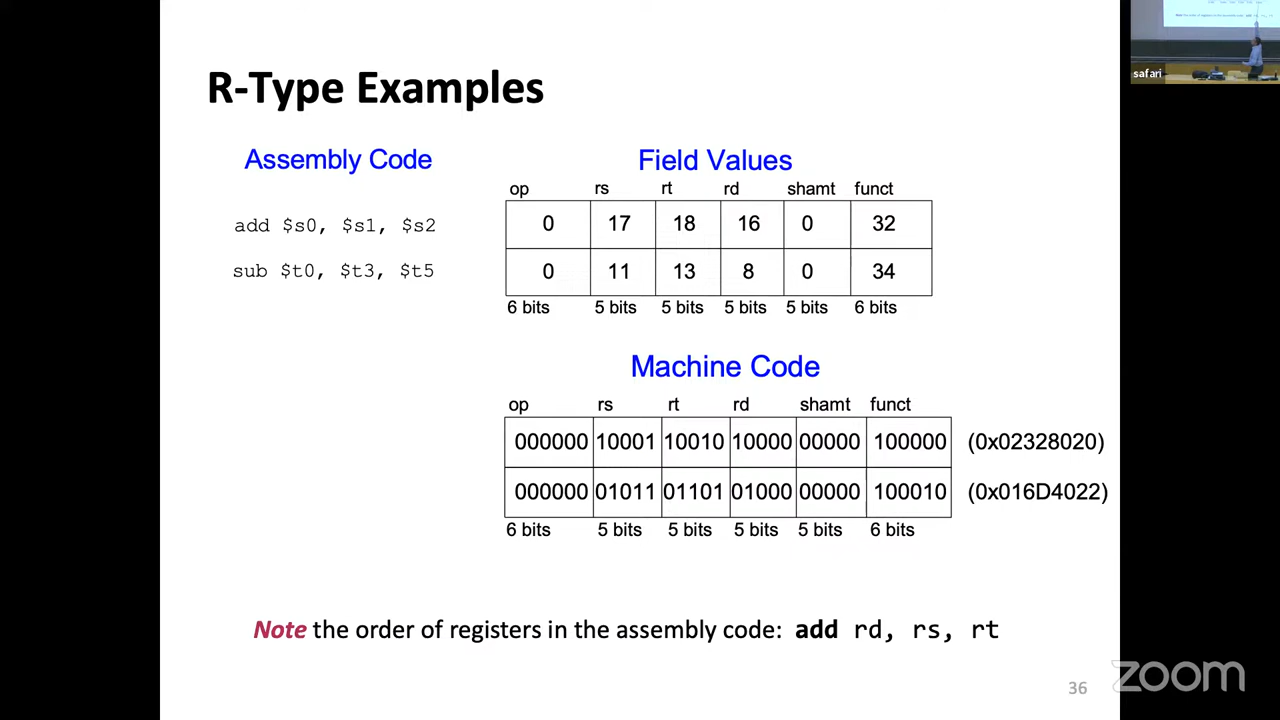 R-Type Examples
Assembly Code
Field Values
op rs rt rd shamt funct
add $s0, $s1, $s2
0 17 18 16 0 32
sub $t0, $t3, $t5
0 11 13 8 0 34
6 bits 5 bits 5 bits 5 bits 5 bits 6 bits
Machine Code
op rs rt rd shamt funct
000000 10001 10010 10000 00000 100000 (0x02328020)
000000 01011 01101 01000 00000 100010 (0x016D4022)
6 bits 5 bits 5 bits 5 bits 5 bits 6 bits
Note the order of registers in the assembly code: add rd, rs, rt
36
zoom
safari